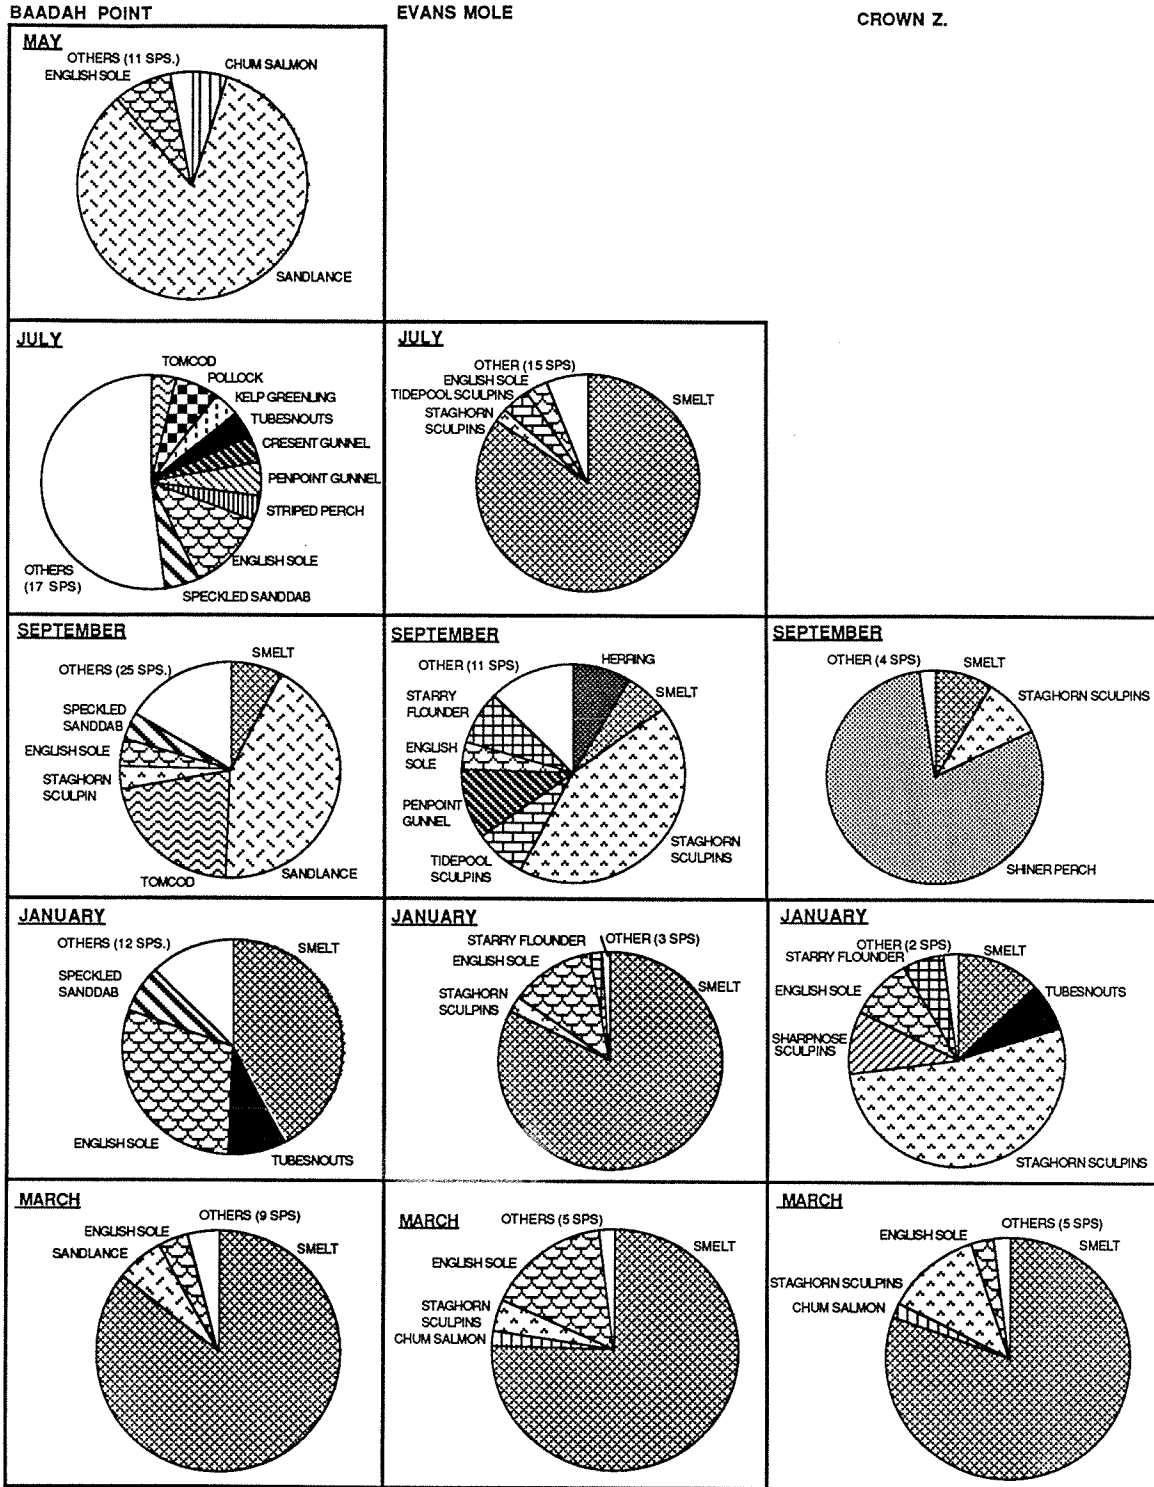 BAADAH POINT
EVANS MOLE
CROWN Z.
MAY
OTHERS (11 SPS.)
ENGLISH SOLE
CHUM SALMON
SANDLANCE
JULY
TOMCOD
POLLOCK
KELP GREENLING
TUBESNOUTS
CRESENT GUNNEL
PENPOINT GUNNEL
STRIPED PERCH
ENGLISH SOLE
SPECKLED SANDDAB
OTHERS
(17 SPS)
JULY
OTHER (15 SPS)
ENGLISH SOLE
TIDEPOOL SCULPINS
STAGHORN
SCULPINS
SMELT
SEPTEMBER
OTHERS (25 SPS.)
SMELT
SPECKLED
SANDDAB
ENGLISH SOLE
STAGHORN
SCULPIN
TOMCOD
SANDLANCE
SEPTEMBER
OTHER (11 SPS)
HERRING
SMELT
STARRY
FLOUNDER
ENGLISH
SOLE
PENPOINT
GUNNEL
TIDEPOOL
SCULPINS
STAGHORN
SCULPINS
SEPTEMBER
OTHER (4 SPS)
SMELT
STAGHORN SCULPINS
SHINER PERCH
JANUARY
OTHERS (12 SPS.)
SMELT
SPECKLED
SANDDAB
ENGLISH SOLE
TUBESNOUTS
JANUARY
STARRY FLOUNDER
OTHER (3 SPS)
ENGLISH SOLE
SMELT
STAGHORN
SCULPINS
JANUARY
OTHER (2 SPS)
STARRY FLOUNDER
SMELT
ENGLISH SOLE
TUBESNOUTS
SHARPNOSE
SCULPINS
STAGHORN SCULPINS
MARCH
OTHERS (9 SPS)
ENGLISH SOLE
SANDLANCE
SMELT
MARCH
OTHERS (5 SPS)
SMELT
ENGLISH SOLE
STAGHORN
SCULPINS
CHUM SALMON
MARCH
OTHERS (5 SPS)
ENGLISH SOLE
SMELT
STAGHORN SCULPINS
CHUM SALMON